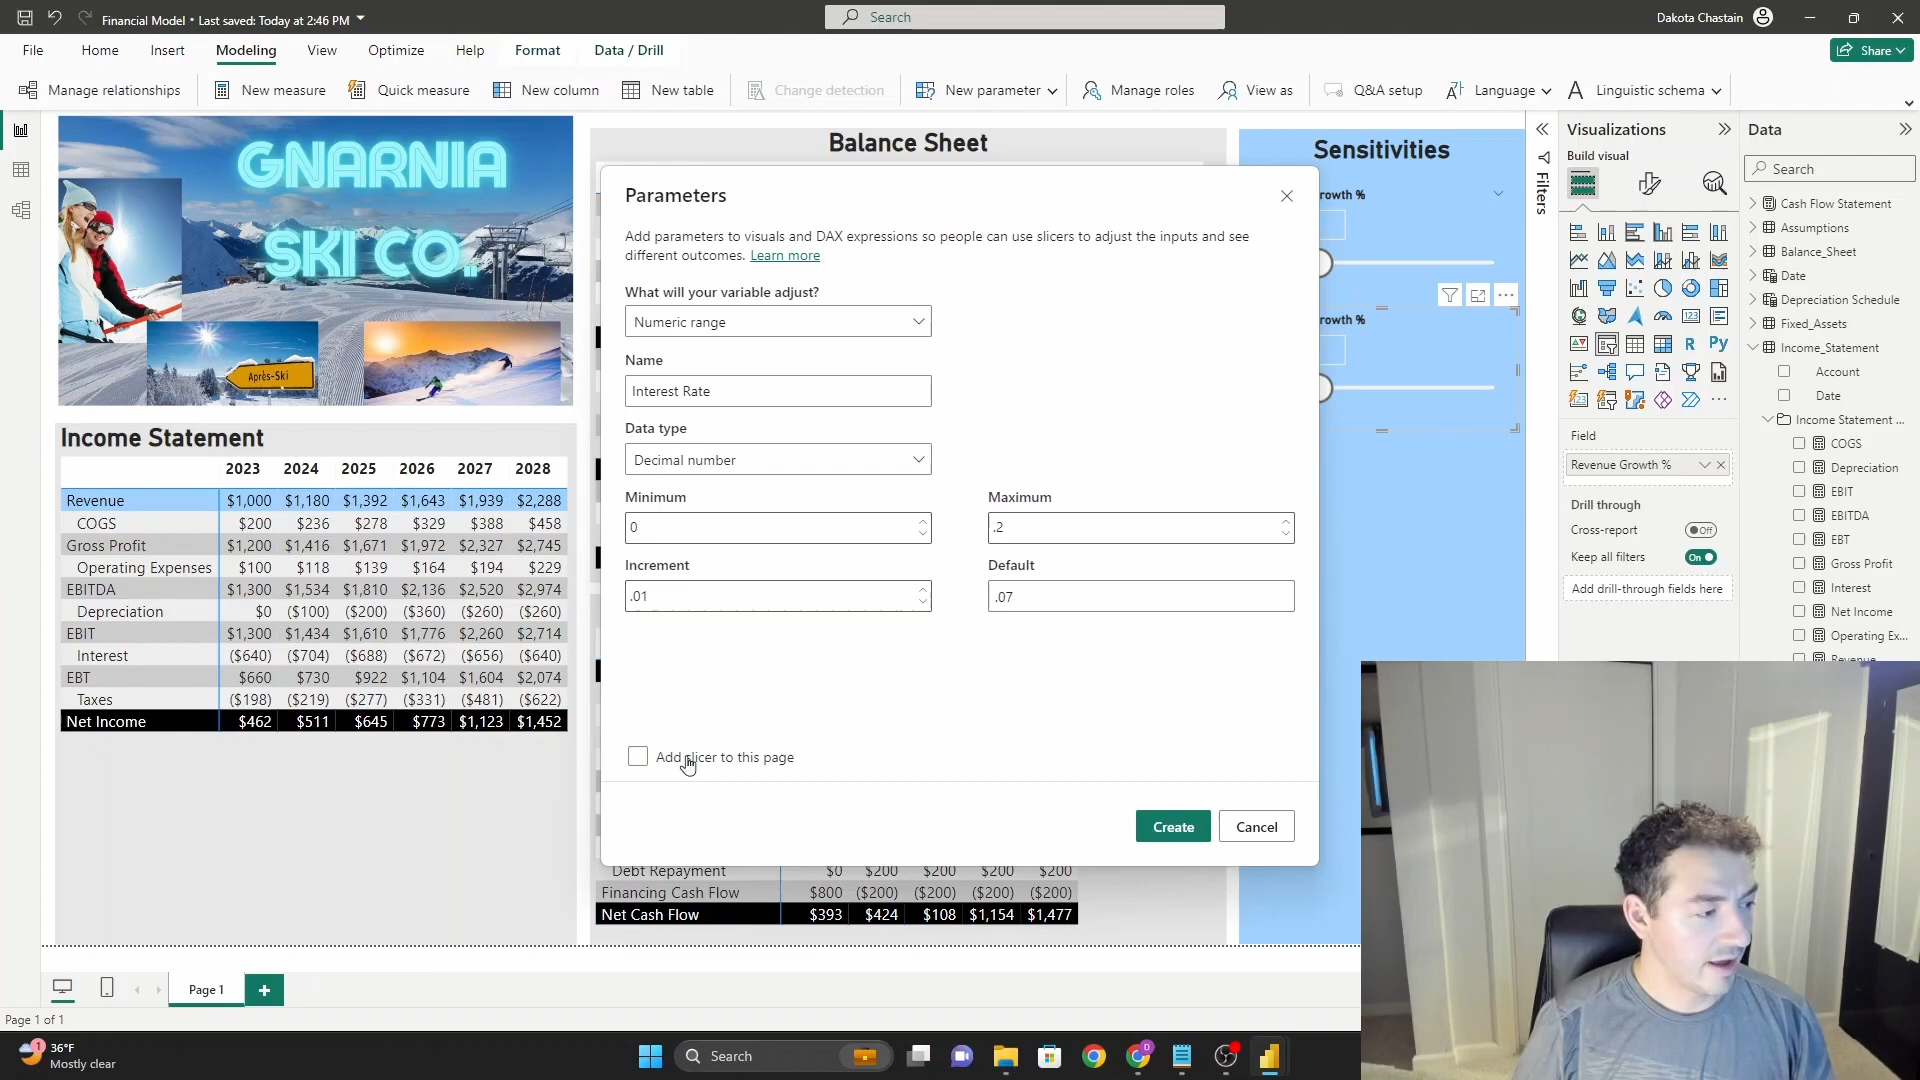 Financial Model • Last saved: Today at 2:46 PM
Search
Dakota Chastain
File Home Insert Modeling View Optimize Help Format Data / Drill
Share
Manage relationships New measure Quick measure New column New table Change detection New parameter Manage roles View as Q&A setup Language Linguistic schema
GNARNIA
SKI CO.
Après-Ski
Balance Sheet
Sensitivities
Parameters
Add parameters to visuals and DAX expressions so people can use slicers to adjust the inputs and see
different outcomes. Learn more
What will your variable adjust?
Numeric range
Name
Interest Rate
Data type
Decimal number
Minimum Maximum
0 .2
Increment Default
.01 .07
Add slicer to this page
Create Cancel
rowth %
rowth %
Income Statement
2023 2024 2025 2026 2027 2028
Revenue $1,000 $1,180 $1,392 $1,643 $1,939 $2,288
COGS $200 $236 $278 $329 $388 $458
Gross Profit $1,200 $1,416 $1,671 $1,972 $2,327 $2,745
Operating Expenses $100 $118 $139 $164 $194 $229
EBITDA $1,300 $1,534 $1,810 $2,136 $2,520 $2,974
Depreciation $0 ($100) ($200) ($360) ($260) ($260)
EBIT $1,300 $1,434 $1,610 $1,776 $2,260 $2,714
Interest ($640) ($704) ($688) ($672) ($656) ($640)
EBT $660 $730 $922 $1,104 $1,604 $2,074
Taxes ($198) ($219) ($277) ($331) ($481) ($622)
Net Income $462 $511 $645 $773 $1,123 $1,452
Debt Repayment $0 $200 $200 $200 $200
Financing Cash Flow $800 ($200) ($200) ($200) ($200)
Net Cash Flow $393 $424 $108 $1,154 $1,477
Filters
Visualizations
Build visual
R Py
123
Field
Revenue Growth %
Drill through
Cross-report Off
Keep all filters On
Add drill-through fields here
Data
Search
Cash Flow Statement
Assumptions
Balance_Sheet
Date
Depreciation Schedule
Fixed_Assets
Income_Statement
Account
Date
Income Statement ...
COGS
Depreciation
EBIT
EBITDA
EBT
Gross Profit
Interest
Net Income
Operating Ex...
Revenue
Page 1
Page 1 of 1
1
36°F
Mostly clear
Search
D